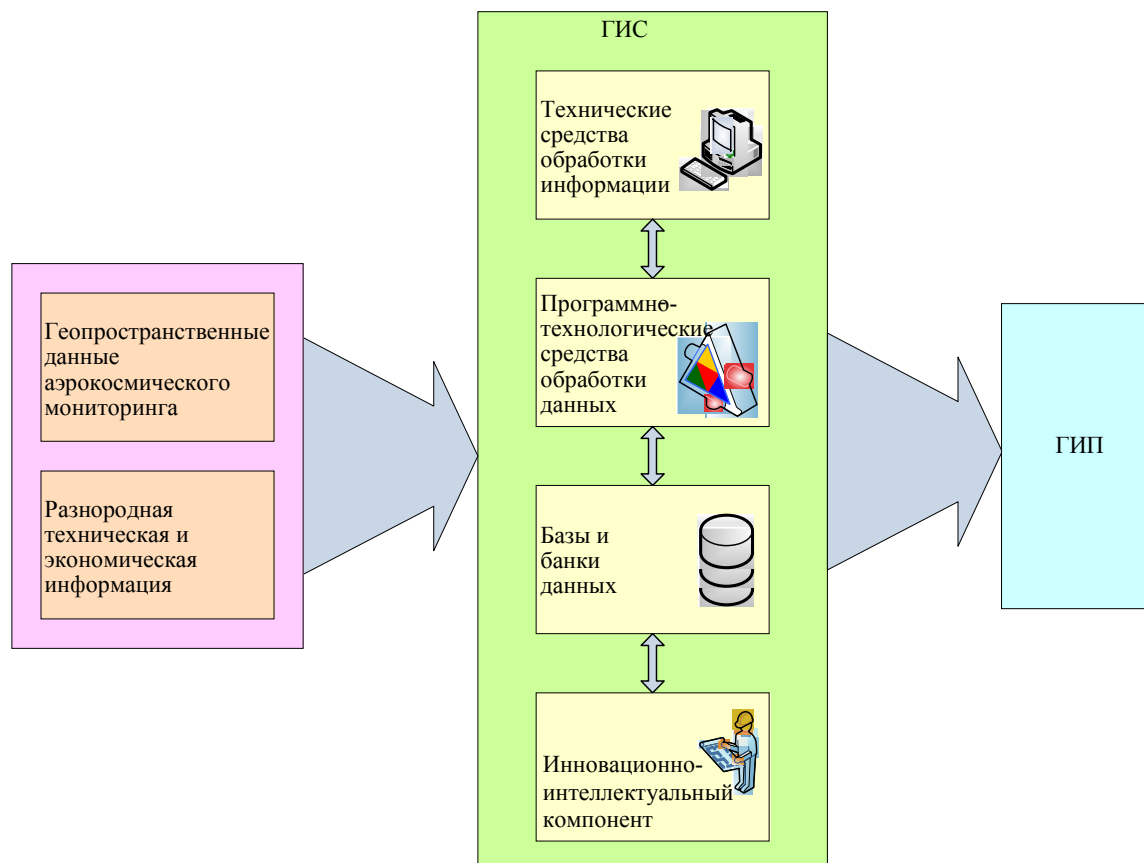 Геопространственные
данные
аэрокосмического
мониторинга
Разнородная
техническая и
экономическая
информация
ГИС
Технические
средства
обработки
информации
Программно-
технологические
средства
обработки
данных
Базы и
банки
данных
Инновационно-
интеллектуальный
компонент
ГИП